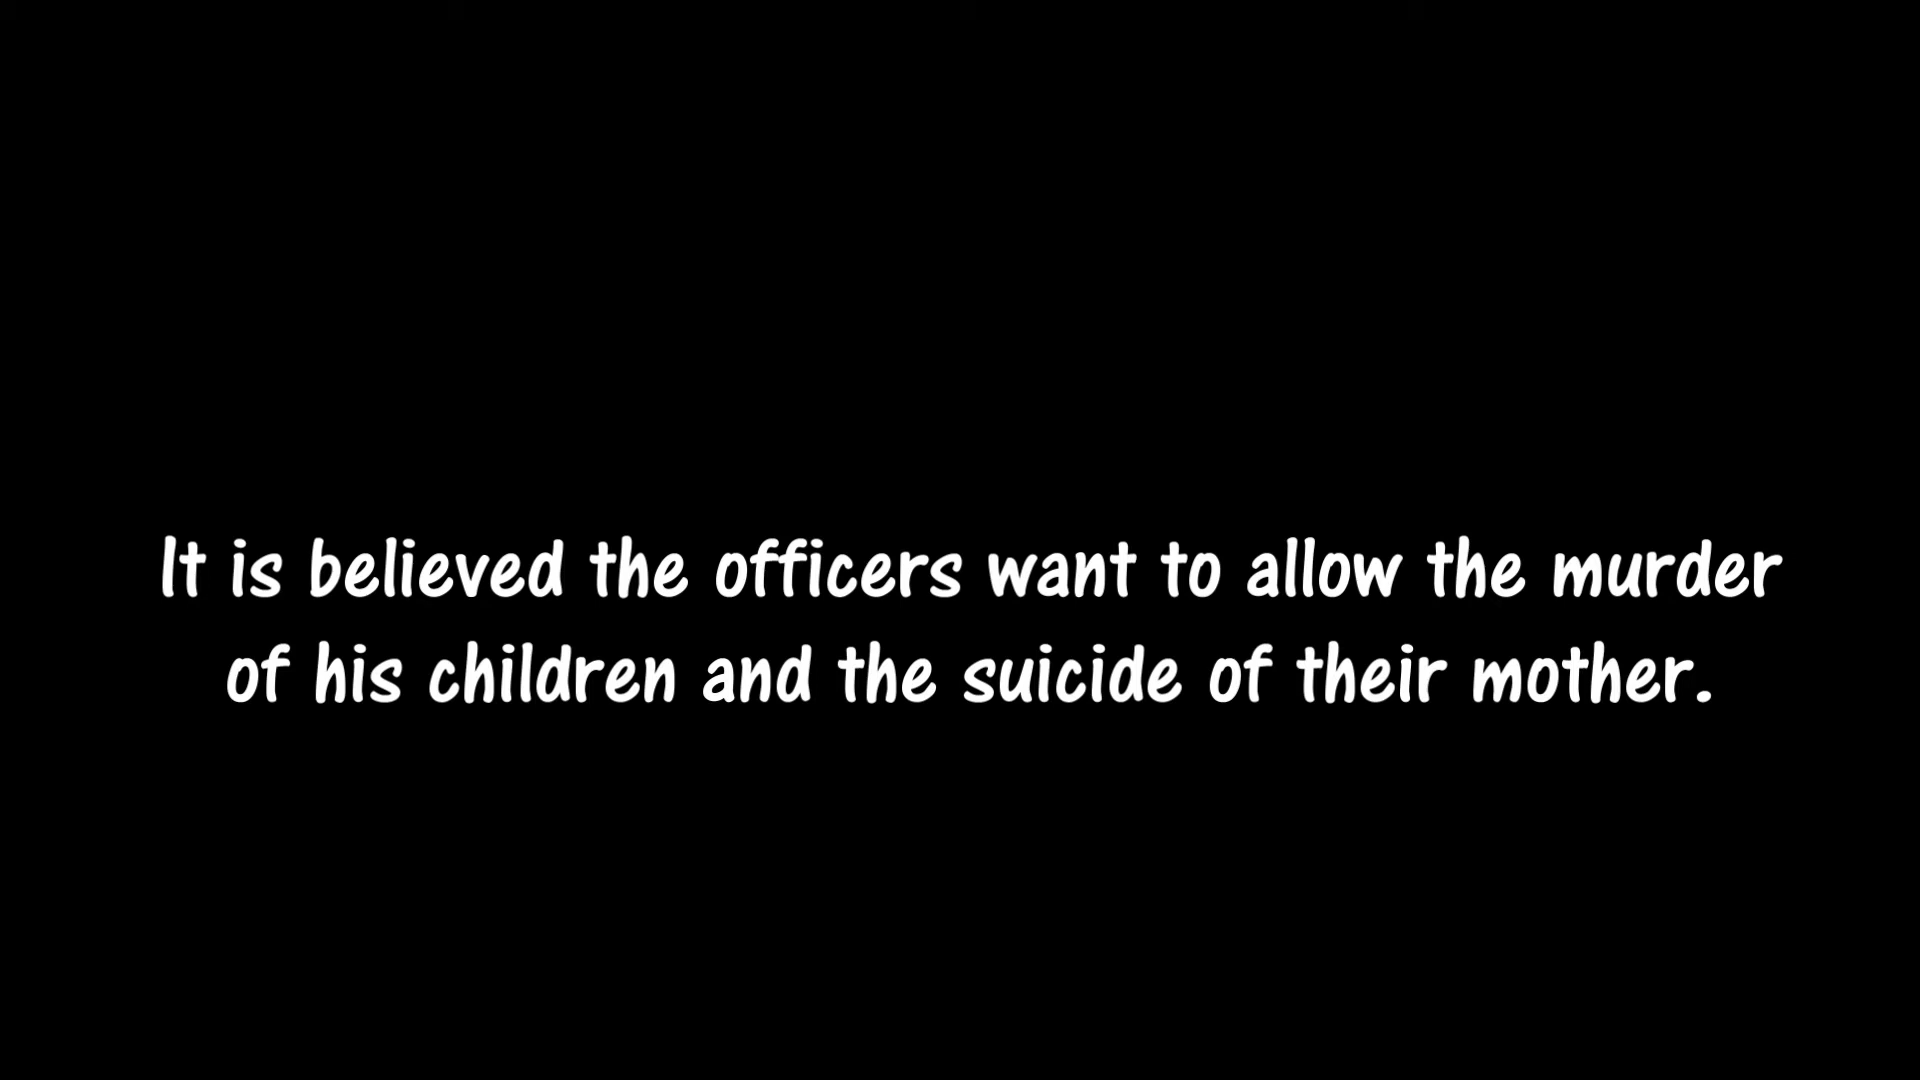 It is believed the officers want to allow the murder
of his children and the suicide of their mother.